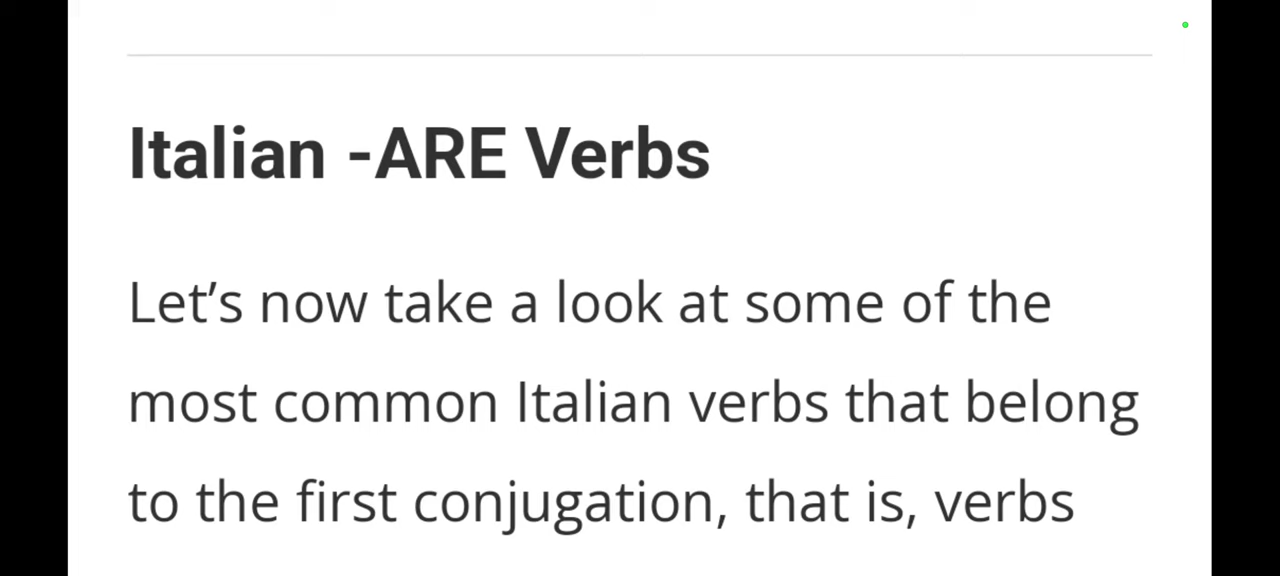 Italian -ARE Verbs
Let’s now take a look at some of the
most common Italian verbs that belong
to the first conjugation, that is, verbs